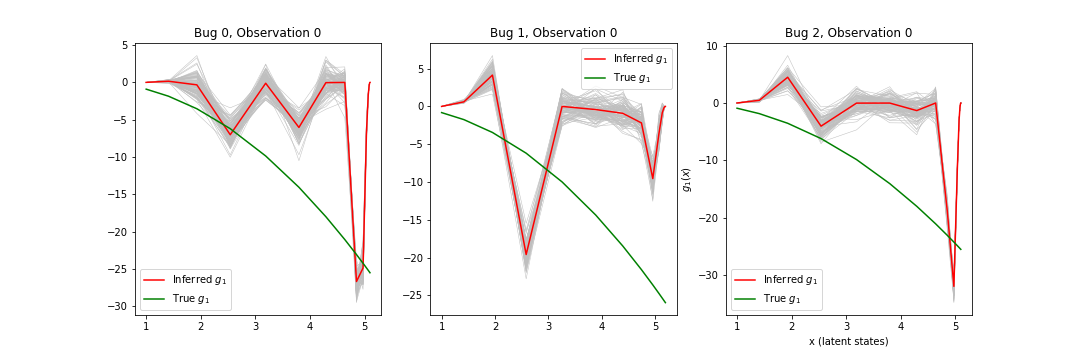 Bug 0, Observation 0
5
0
−5
−10
−15
−20
−25
−30
1 2 3 4 5
Inferred g₁
True g₁
Bug 1, Observation 0
5
0
−5
−10
−15
−20
−25
1 2 3 4 5
Inferred g₁
True g₁
Bug 2, Observation 0
g₁(x)
10
0
−10
−20
−30
1 2 3 4 5
x (latent states)
Inferred g₁
True g₁